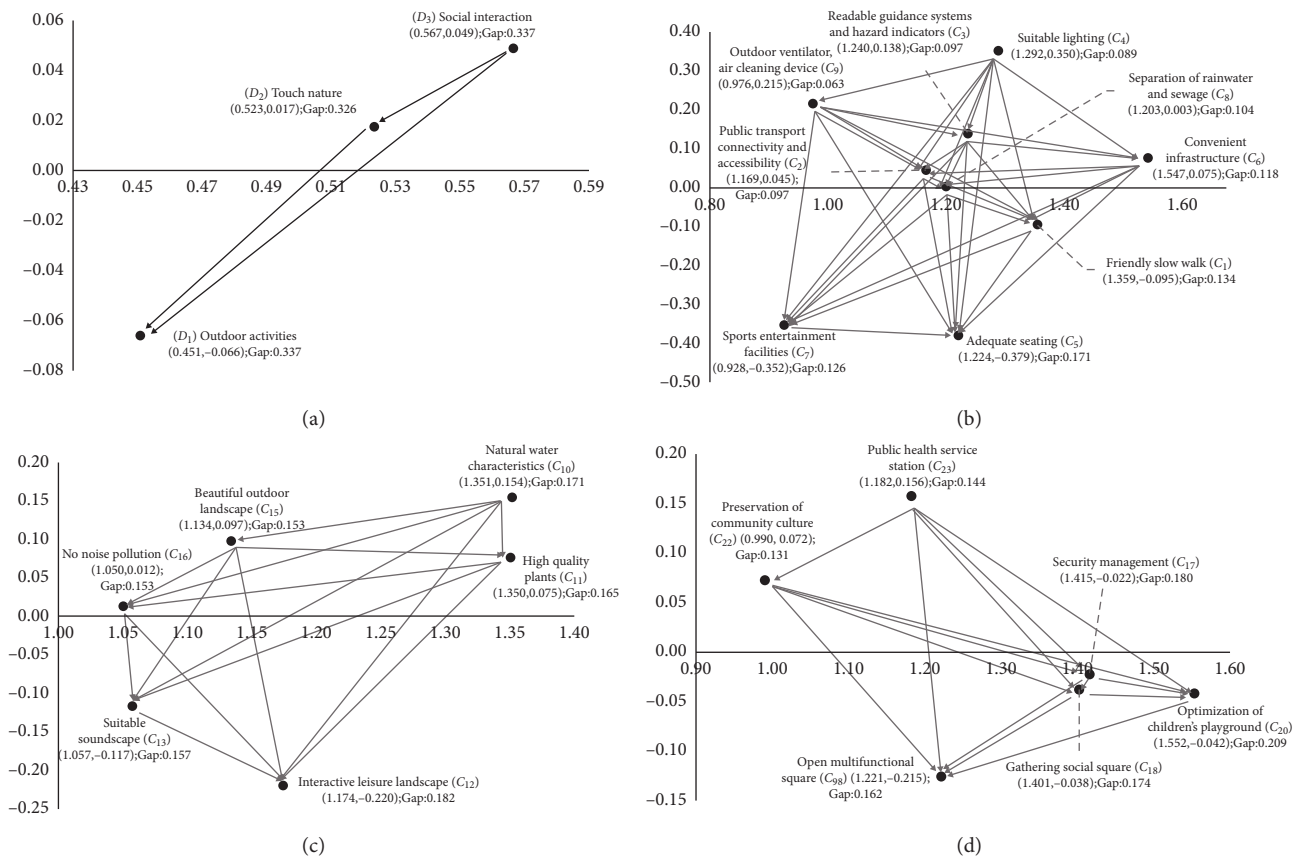 0.06
0.04
0.02
0.00
–0.02
–0.04
–0.06
–0.08
0.43
0.45
0.47
0.49
0.51
0.53
0.55
0.57
0.59
(D3) Social interaction
(0.567,0.049);Gap:0.337
(D2) Touch nature
(0.523,0.017);Gap:0.326
(D1) Outdoor activities
(0.451,–0.066);Gap:0.337
(a)
0.40
0.30
0.20
0.10
0.00
–0.10
–0.20
–0.30
–0.40
–0.50
0.80
1.00
1.20
1.40
1.60
Readable guidance systems
and hazard indicators (C3)
(1.240,0.138);Gap:0.097
Suitable lighting (C4)
(1.292,0.350);Gap:0.089
Outdoor ventilator,
air cleaning device (C9)
(0.976,0.215);Gap:0.063
Separation of rainwater
and sewage (C8)
(1.203,0.003);Gap:0.104
Public transport
connectivity and
accessibility (C2)
(1.169,0.045);
Gap:0.097
Convenient
infrastructure (C6)
(1.547,0.075);Gap:0.118
Friendly slow walk (C1)
(1.359,–0.095);Gap:0.134
Sports entertainment
facilities (C7)
(0.928,–0.352);Gap:0.126
Adequate seating (C5)
(1.224,–0.379);Gap:0.171
(b)
0.20
0.15
0.10
0.05
0.00
–0.05
–0.10
–0.15
–0.20
–0.25
1.00
1.05
1.10
1.15
1.20
1.25
1.30
1.35
1.40
Natural water
characteristics (C10)
(1.351,0.154);Gap:0.171
Beautiful outdoor
landscape (C15)
(1.134,0.097);Gap:0.153
No noise pollution (C16)
(1.050,0.012);
Gap:0.153
High quality
plants (C11)
(1.350,0.075);Gap:0.165
Suitable
soundscape (C13)
(1.057,–0.117);Gap:0.157
Interactive leisure landscape (C12)
(1.174,–0.220);Gap:0.182
(c)
0.20
0.15
0.10
0.05
0.00
–0.05
–0.10
–0.15
0.90
1.00
1.10
1.20
1.30
1.40
1.50
1.60
Public health service
station (C23)
(1.182,0.156);Gap:0.144
Preservation of
community culture
(C22) (0.990, 0.072);
Gap:0.131
Security management (C17)
(1.415,–0.022);Gap:0.180
Optimization of
children's playground (C20)
(1.552,–0.042);Gap:0.209
Open multifunctional
square (C98) (1.221,–0.215);
Gap:0.162
Gathering social square (C18)
(1.401,–0.038);Gap:0.174
(d)